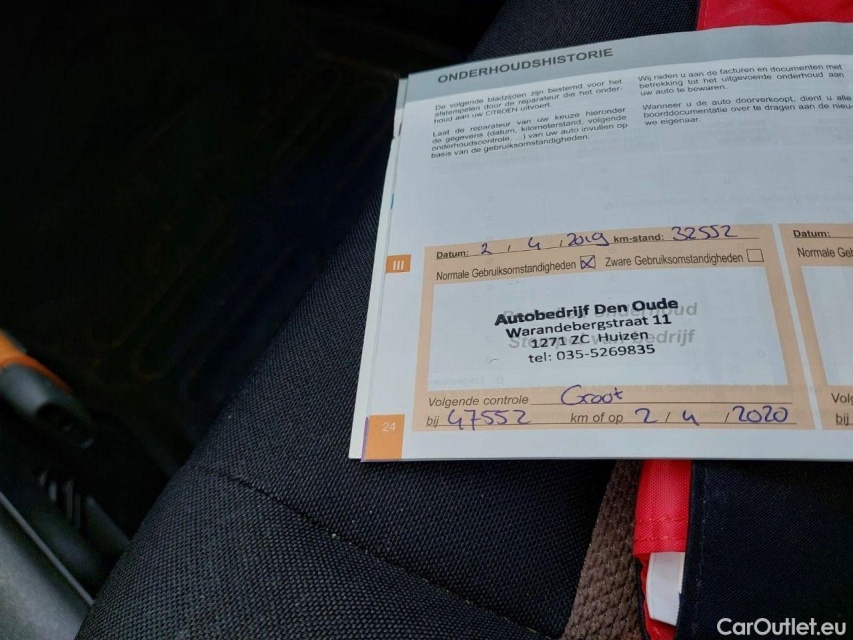 ONDERHOUDSHISTORIE
De volgende bladzijden zijn bestemd voor het
afstempelen door de reparateur die het onder-
houd aan uw CITROËN uitvoert.
Laat de reparateur van uw keuze hieronder
de gegevens (datum, kilometerstand, volgende
onderhoudscontrole, ...) van uw auto invullen op
basis van de gebruiksomstandigheden.
Wij raden u aan de facturen en documenten met
betrekking tot het uitgevoerde onderhoud aan
uw auto te bewaren.
Wanneer u de auto doorverkoopt, dient u alle
boorddocumentatie over te dragen aan de nieu-
we eigenaar.
III
Datum: 2 / 4 / 2019 km-stand: 32552
Normale Gebruiksomstandigheden Zware Gebruiksomstandigheden
Autobedrijf Den Oude
Warandebergstraat 11
1271 ZC Huizen
tel: 035-5269835
Stempel bedrijf
Volgende controle Groot
bij 47552 km of op 2 / 4 / 2020
Datum:
Normale Geb
Volg
bij
24
CarOutlet.eu